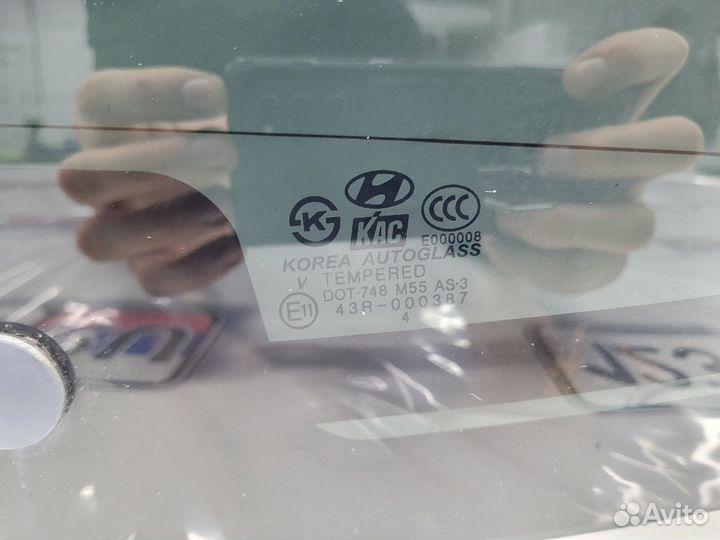 K
H
KAC
CCC
E000008
KOREA AUTOGLASS
V TEMPERED
DOT-748 M55 AS-3
E11
43R-000387
4
Avito